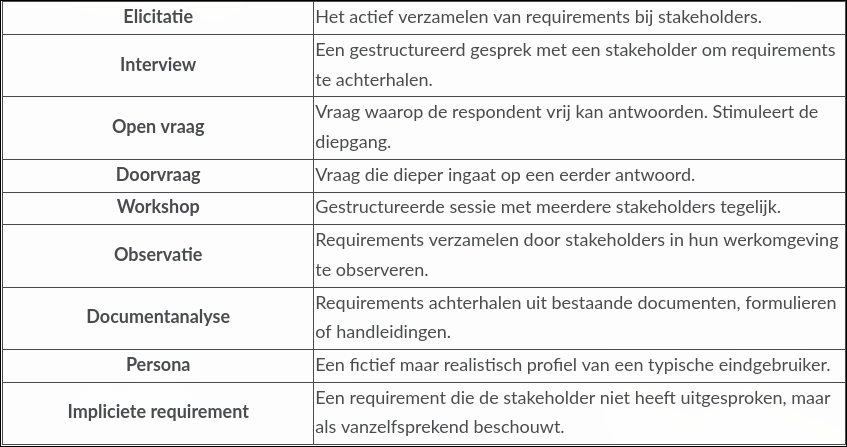 Elicitatie
Het actief verzamelen van requirements bij stakeholders.
Interview
Een gestructureerd gesprek met een stakeholder om requirements
te achterhalen.
Open vraag
Vraag waarop de respondent vrij kan antwoorden. Stimuleert de
diepgang.
Doorvraag
Vraag die dieper ingaat op een eerder antwoord.
Workshop
Gestructureerde sessie met meerdere stakeholders tegelijk.
Observatie
Requirements verzamelen door stakeholders in hun werkomgeving
te observeren.
Documentanalyse
Requirements achterhalen uit bestaande documenten, formulieren
of handleidingen.
Persona
Een fictief maar realistisch profiel van een typische eindgebruiker.
Impliciete requirement
Een requirement die de stakeholder niet heeft uitgesproken, maar
als vanzelfsprekend beschouwt.